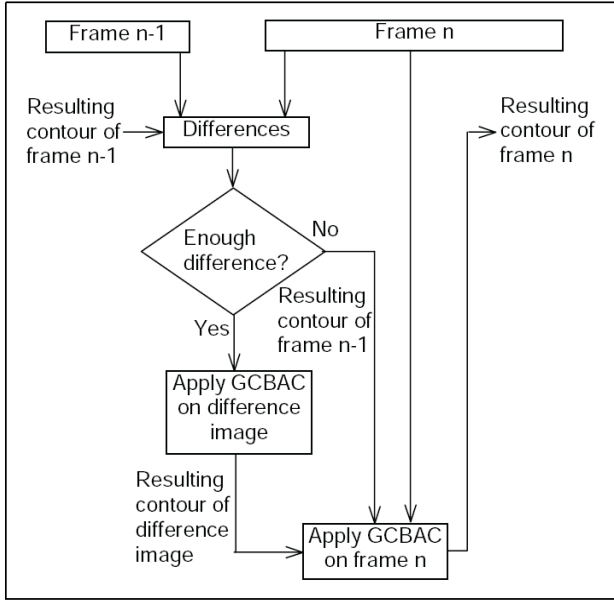 Frame n-1
Frame n
Resulting
contour of
frame n-1
Differences
Resulting
contour of
frame n
Enough
difference?
No
Resulting
contour of
frame n-1
Yes
Apply GCBAC
on difference
image
Resulting
contour of
difference
image
Apply GCBAC
on frame n